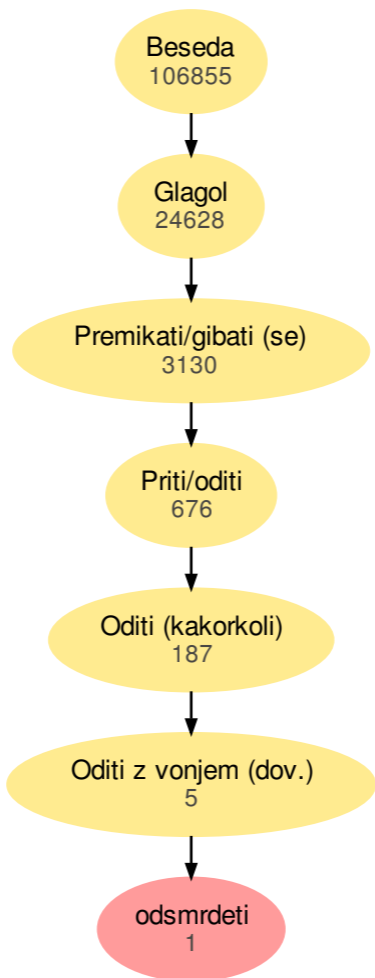 Beseda
106855
Glagol
24628
Premikati/gibati (se)
3130
Priti/oditi
676
Oditi (kakorkoli)
187
Oditi z vonjem (dov.)
5
odsmrdeti
1